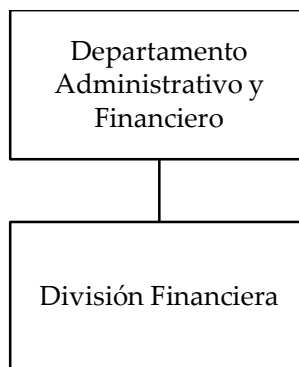 Departamento
Administrativo y
Financiero
División Financiera